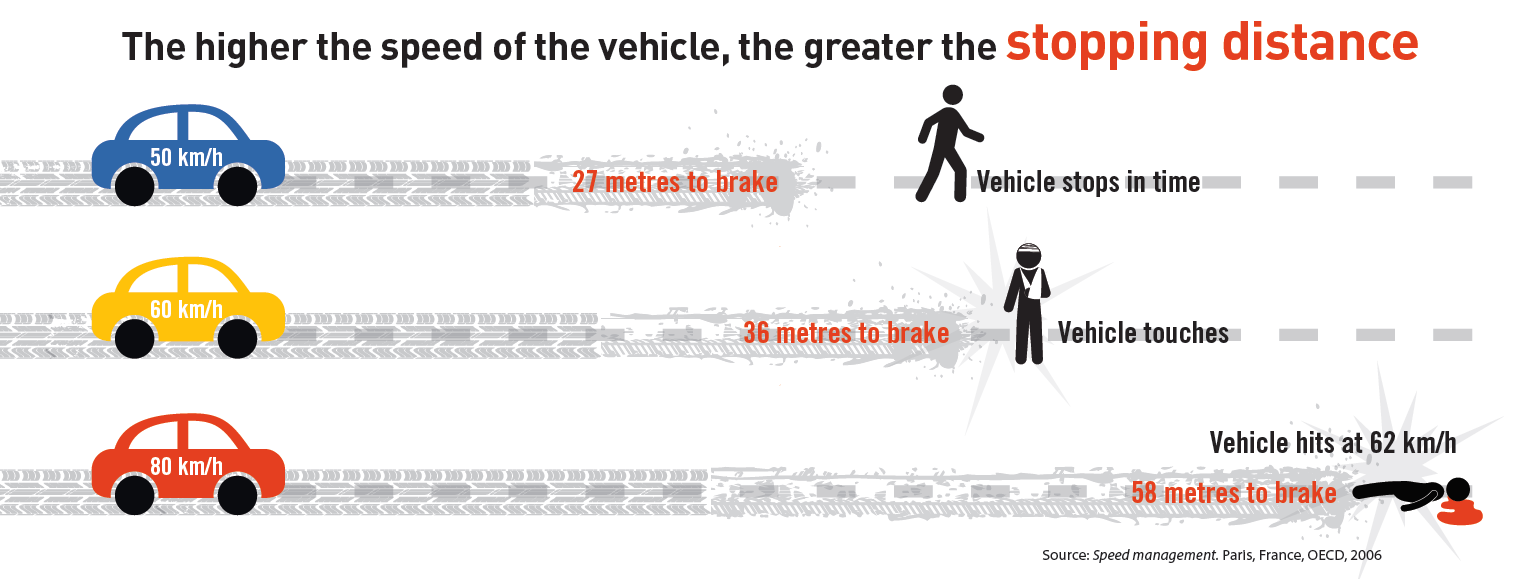 The higher the speed of the vehicle, the greater the stopping distance
50 km/h
27 metres to brake
Vehicle stops in time
60 km/h
36 metres to brake
Vehicle touches
80 km/h
Vehicle hits at 62 km/h
58 metres to brake
Source: Speed management. Paris, France, OECD, 2006